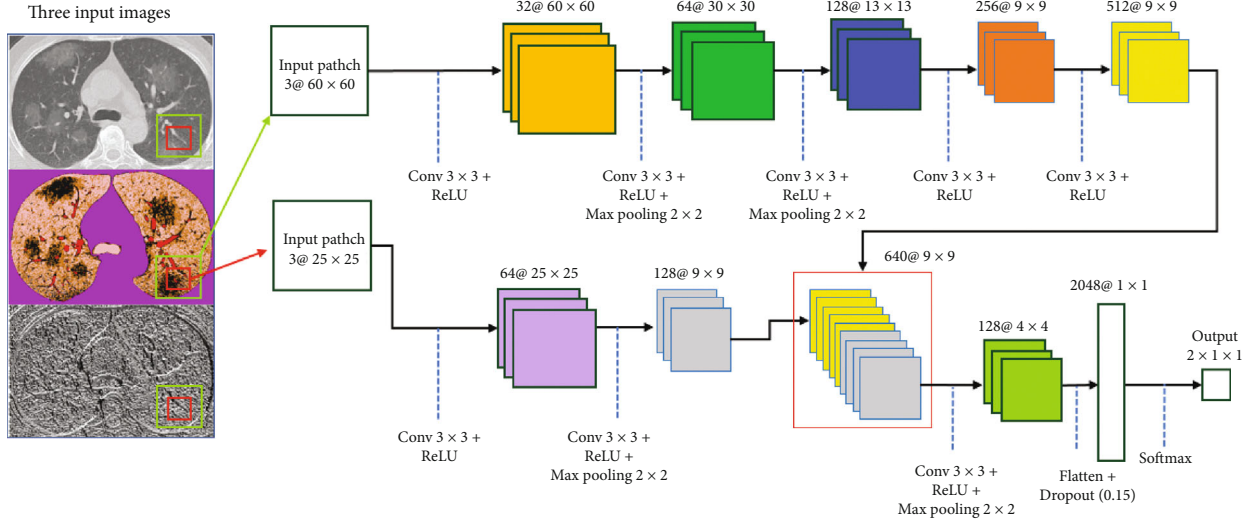 Three input images
Input pathch
3@ 60 × 60
32@ 60 × 60
64@ 30 × 30
128@ 13 × 13
256@ 9 × 9
512@ 9 × 9
Conv 3 × 3 +
ReLU
Conv 3 × 3 +
ReLU +
Max pooling 2 × 2
Conv 3 × 3 +
ReLU +
Max pooling 2 × 2
Conv 3 × 3 +
ReLU
Conv 3 × 3 +
ReLU
Input pathch
3@ 25 × 25
64@ 25 × 25
128@ 9 × 9
640@ 9 × 9
128@ 4 × 4
2048@ 1 × 1
Output
2 × 1 × 1
Conv 3 × 3 +
ReLU
Conv 3 × 3 +
ReLU +
Max pooling 2 × 2
Conv 3 × 3 +
ReLU +
Max pooling 2 × 2
Flatten +
Dropout (0.15)
Softmax